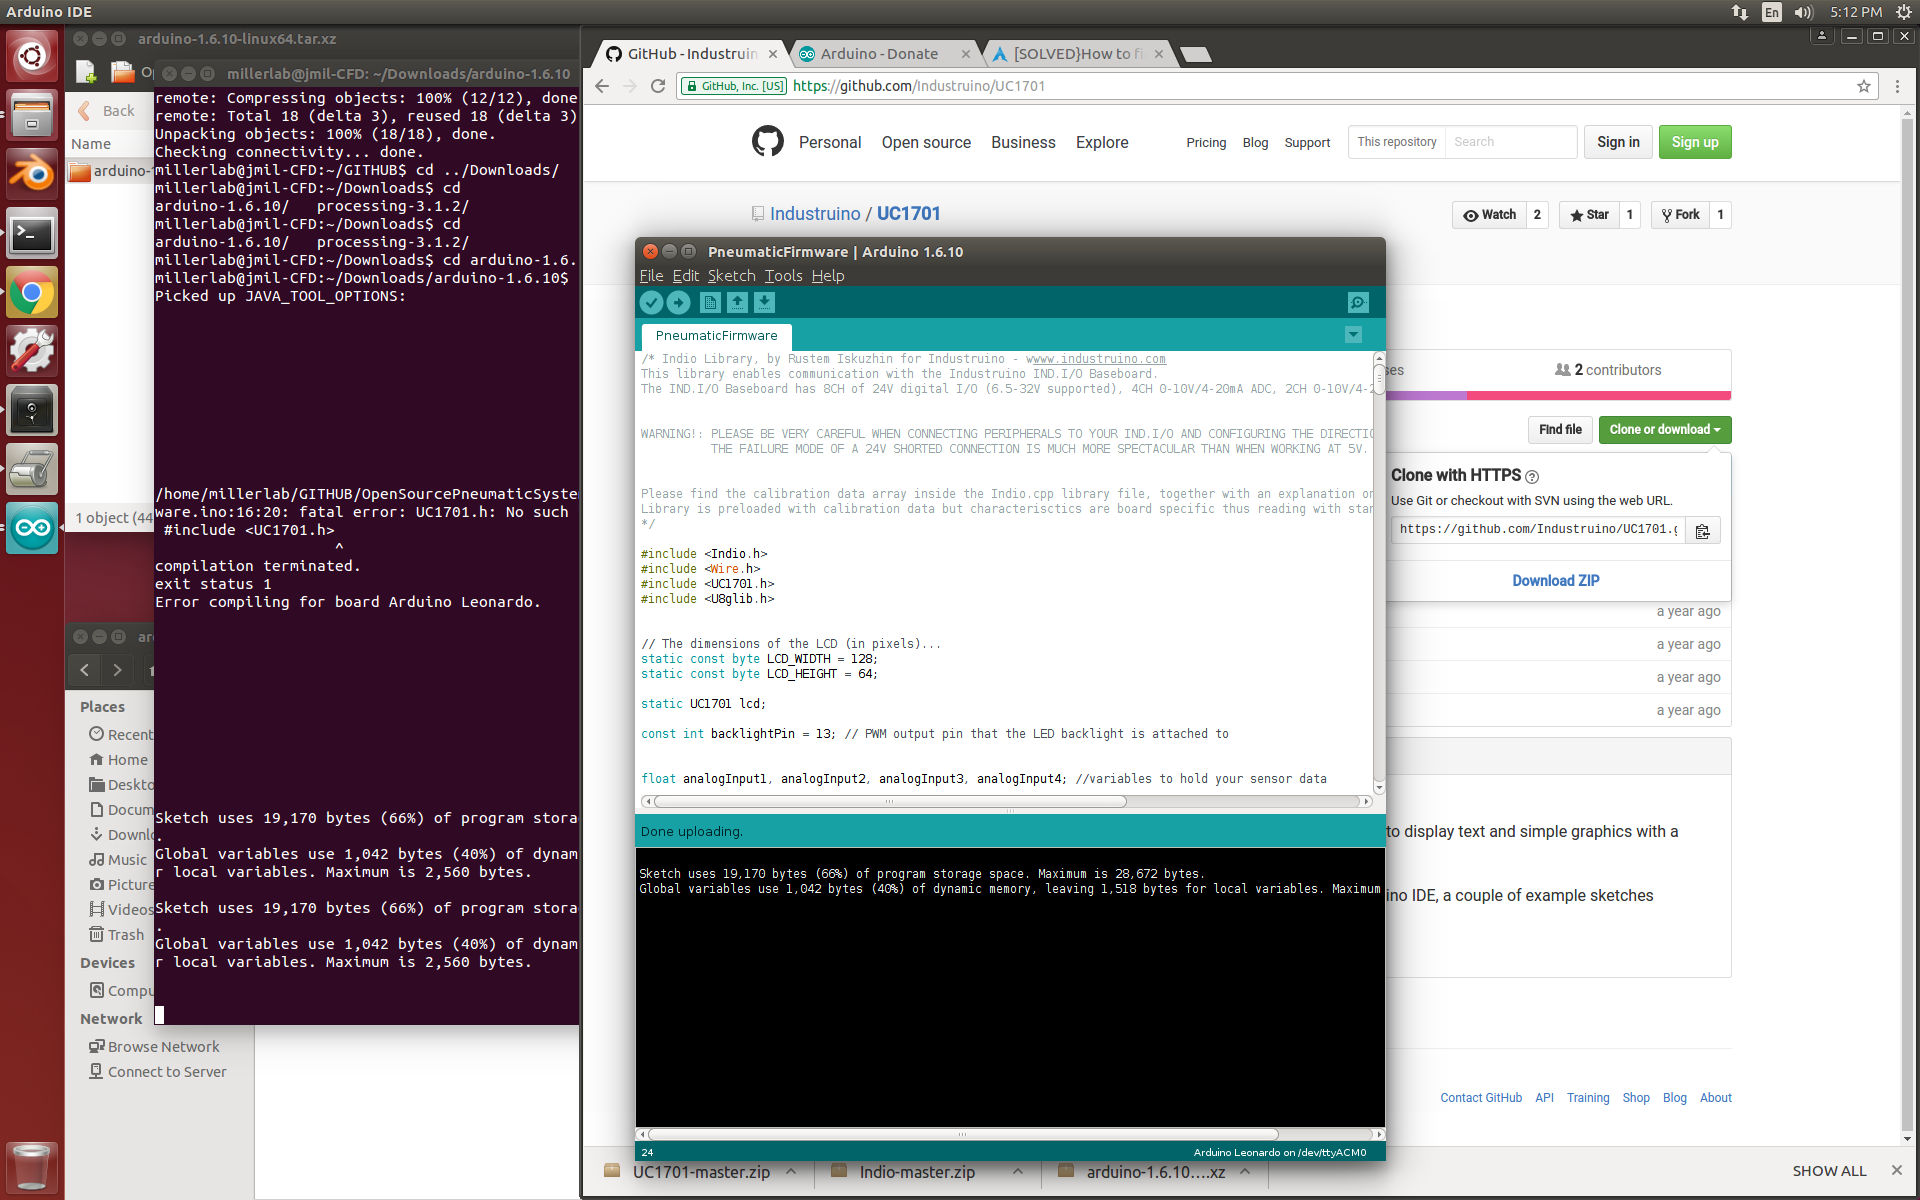 Arduino IDE
En
5:12 PM
arduino-1.6.10-linux64.tar.xz
Back
Name
arduino-1
1 object (44
millerlab@jmil-CFD: ~/Downloads/arduino-1.6.10
remote: Compressing objects: 100% (12/12), done
remote: Total 18 (delta 3), reused 18 (delta 3)
Unpacking objects: 100% (18/18), done.
Checking connectivity... done.
millerlab@jmil-CFD:~/GITHUB$ cd ../Downloads/
millerlab@jmil-CFD:~/Downloads$ cd
arduino-1.6.10/   processing-3.1.2/
millerlab@jmil-CFD:~/Downloads$ cd
arduino-1.6.10/   processing-3.1.2/
millerlab@jmil-CFD:~/Downloads$ cd arduino-1.6.
millerlab@jmil-CFD:~/Downloads/arduino-1.6.10$
Picked up JAVA_TOOL_OPTIONS:
/home/millerlab/GITHUB/OpenSourcePneumaticSyste
ware.ino:16:20: fatal error: UC1701.h: No such
#include <UC1701.h>
^
compilation terminated.
exit status 1
Error compiling for board Arduino Leonardo.
Sketch uses 19,170 bytes (66%) of program stora
.
Global variables use 1,042 bytes (40%) of dynam
r local variables. Maximum is 2,560 bytes.
Sketch uses 19,170 bytes (66%) of program stora
.
Global variables use 1,042 bytes (40%) of dynam
r local variables. Maximum is 2,560 bytes.
ar
Places
Recent
Home
Deskto
Docum
Downlo
Music
Picture
Videos
Trash
Devices
Compu
Network
Browse Network
Connect to Server
GitHub - Industruin
Arduino - Donate
[SOLVED]How to fi
GitHub, Inc. [US]
https://github.com/Industruino/UC1701
Personal
Open source
Business
Explore
Pricing
Blog
Support
This repository
Search
Sign in
Sign up
Industruino / UC1701
Watch 2
Star 1
Fork 1
ses
2 contributors
Find file
Clone or download
Clone with HTTPS
Use Git or checkout with SVN using the web URL.
https://github.com/Industruino/UC1701.g
Download ZIP
a year ago
a year ago
a year ago
a year ago
to display text and simple graphics with a
ino IDE, a couple of example sketches
Contact GitHub API Training Shop Blog About
PneumaticFirmware | Arduino 1.6.10
File Edit Sketch Tools Help
PneumaticFirmware
/* Indio Library, by Rustem Iskuzhin for Industruino - www.industruino.com
This library enables communication with the Industruino IND.I/O Baseboard.
The IND.I/O Baseboard has 8CH of 24V digital I/O (6.5-32V supported), 4CH 0-10V/4-20mA ADC, 2CH 0-10V/4-2
WARNING!: PLEASE BE VERY CAREFUL WHEN CONNECTING PERIPHERALS TO YOUR IND.I/O AND CONFIGURING THE DIRECTIO
THE FAILURE MODE OF A 24V SHORTED CONNECTION IS MUCH MORE SPECTACULAR THAN WHEN WORKING AT 5V.
Please find the calibration data array inside the Indio.cpp library file, together with an explanation on
Library is preloaded with calibration data but characterisctics are board specific thus reading with stan
*/
#include <Indio.h>
#include <Wire.h>
#include <UC1701.h>
#include <U8glib.h>
// The dimensions of the LCD (in pixels)...
static const byte LCD_WIDTH = 128;
static const byte LCD_HEIGHT = 64;
static UC1701 lcd;
const int backlightPin = 13; // PWM output pin that the LED backlight is attached to
float analogInput1, analogInput2, analogInput3, analogInput4; //variables to hold your sensor data
Done uploading.
Sketch uses 19,170 bytes (66%) of program storage space. Maximum is 28,672 bytes.
Global variables use 1,042 bytes (40%) of dynamic memory, leaving 1,518 bytes for local variables. Maximum
24
Arduino Leonardo on /dev/ttyACM0
UC1701-master.zip
Indio-master.zip
arduino-1.6.10....xz
SHOW ALL